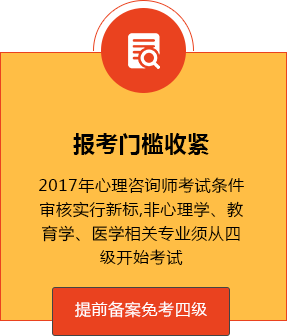 报考门槛收紧
2017年心理咨询师考试条件
审核实行新标,非心理学、教
育学、医学相关专业须从四
级开始考试
提前备案免考四级